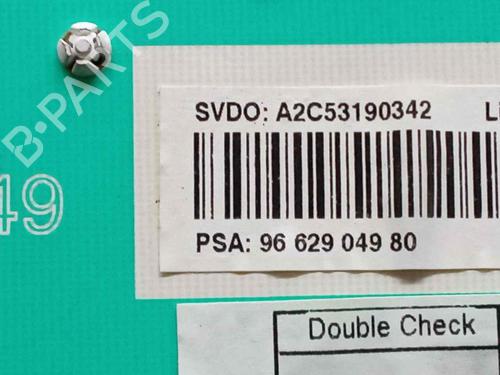 SVDO: A2C53190342
PSA: 96 629 049 80
49
Double Check
B-PARTS